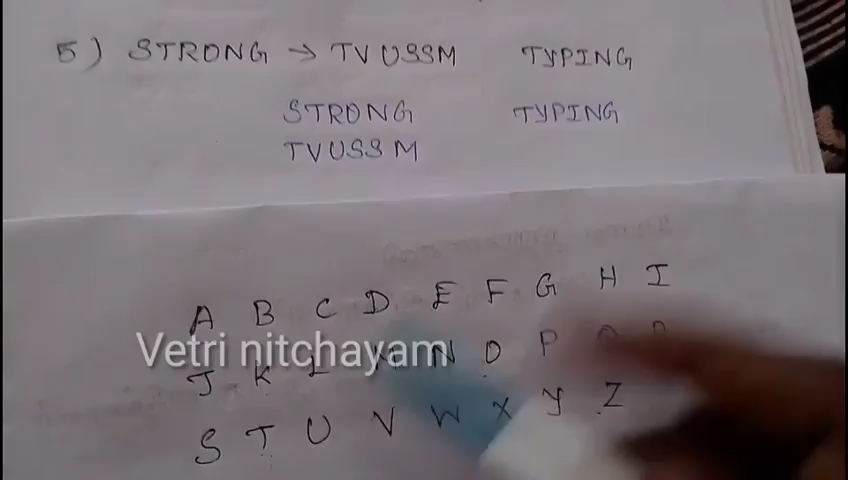 5) STRONG → TVUSSM TYPING
STRONG TYPING
TVUSSM
A B C D E F G H I
J K L M N O P Q R
S T U V W X Y Z
Vetri nitchayam